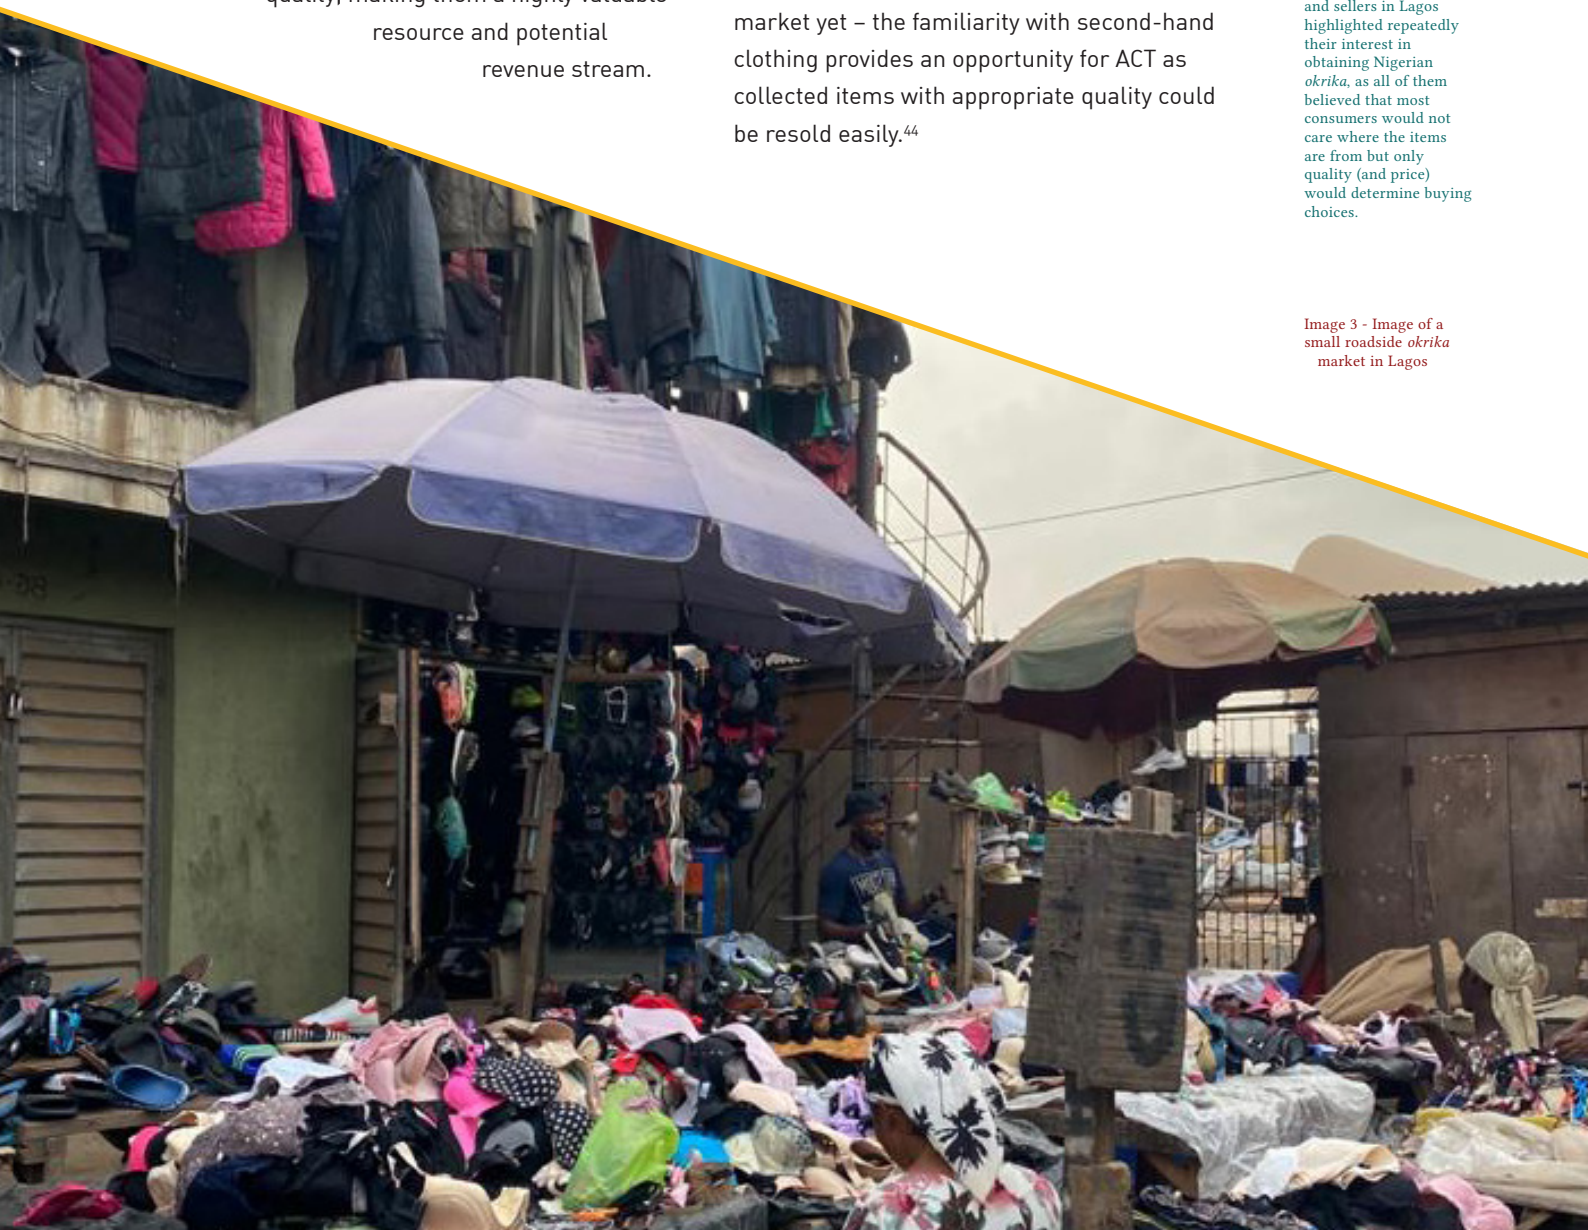 resource and potential
revenue stream.
market yet – the familiarity with second-hand
clothing provides an opportunity for ACT as
collected items with appropriate quality could
be resold easily.44
and sellers in Lagos
highlighted repeatedly
their interest in
obtaining Nigerian
okrika, as all of them
believed that most
consumers would not
care where the items
are from but only
quality (and price)
would determine buying
choices.
Image 3 - Image of a
small roadside okrika
market in Lagos